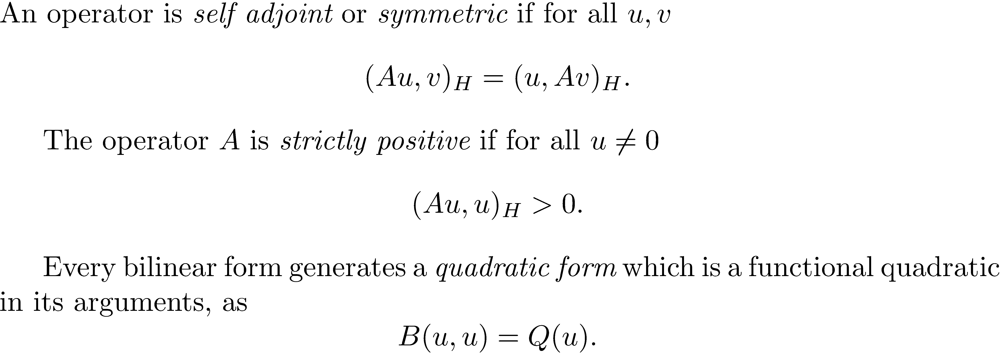 An operator is self adjoint or symmetric if for all u, v
(Au, v)_H = (u, Av)_H.
The operator A is strictly positive if for all u ≠ 0
(Au, u)_H > 0.
Every bilinear form generates a quadratic form which is a functional quadratic
in its arguments, as
B(u, u) = Q(u).